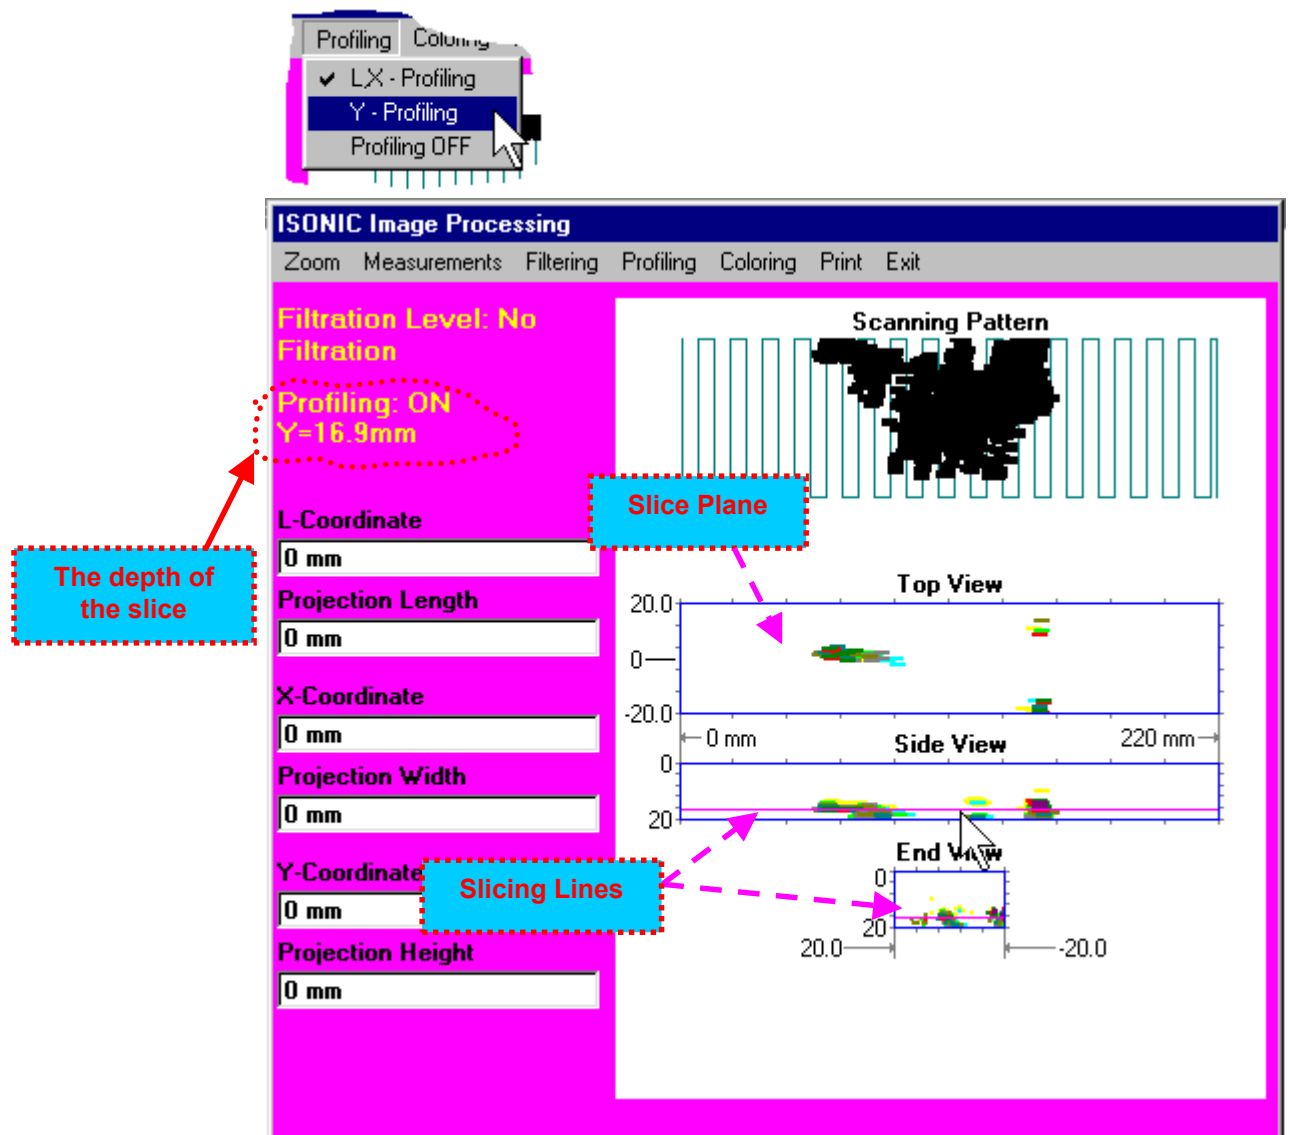 Profiling Coloring
✔ L,X - Profiling
Y - Profiling
Profiling OFF
ISONIC Image Processing
Zoom Measurements Filtering Profiling Coloring Print Exit
Filtration Level: No
Filtration
Profiling: ON
Y=16.9mm
The depth of
the slice
L-Coordinate
0 mm
Projection Length
0 mm
X-Coordinate
0 mm
Projection Width
0 mm
Y-Coordinate
0 mm
Projection Height
0 mm
Scanning Pattern
Slice Plane
Top View
20.0
0
-20.0
0 mm
220 mm
Side View
0
20
Slicing Lines
End View
0
20
20.0
-20.0